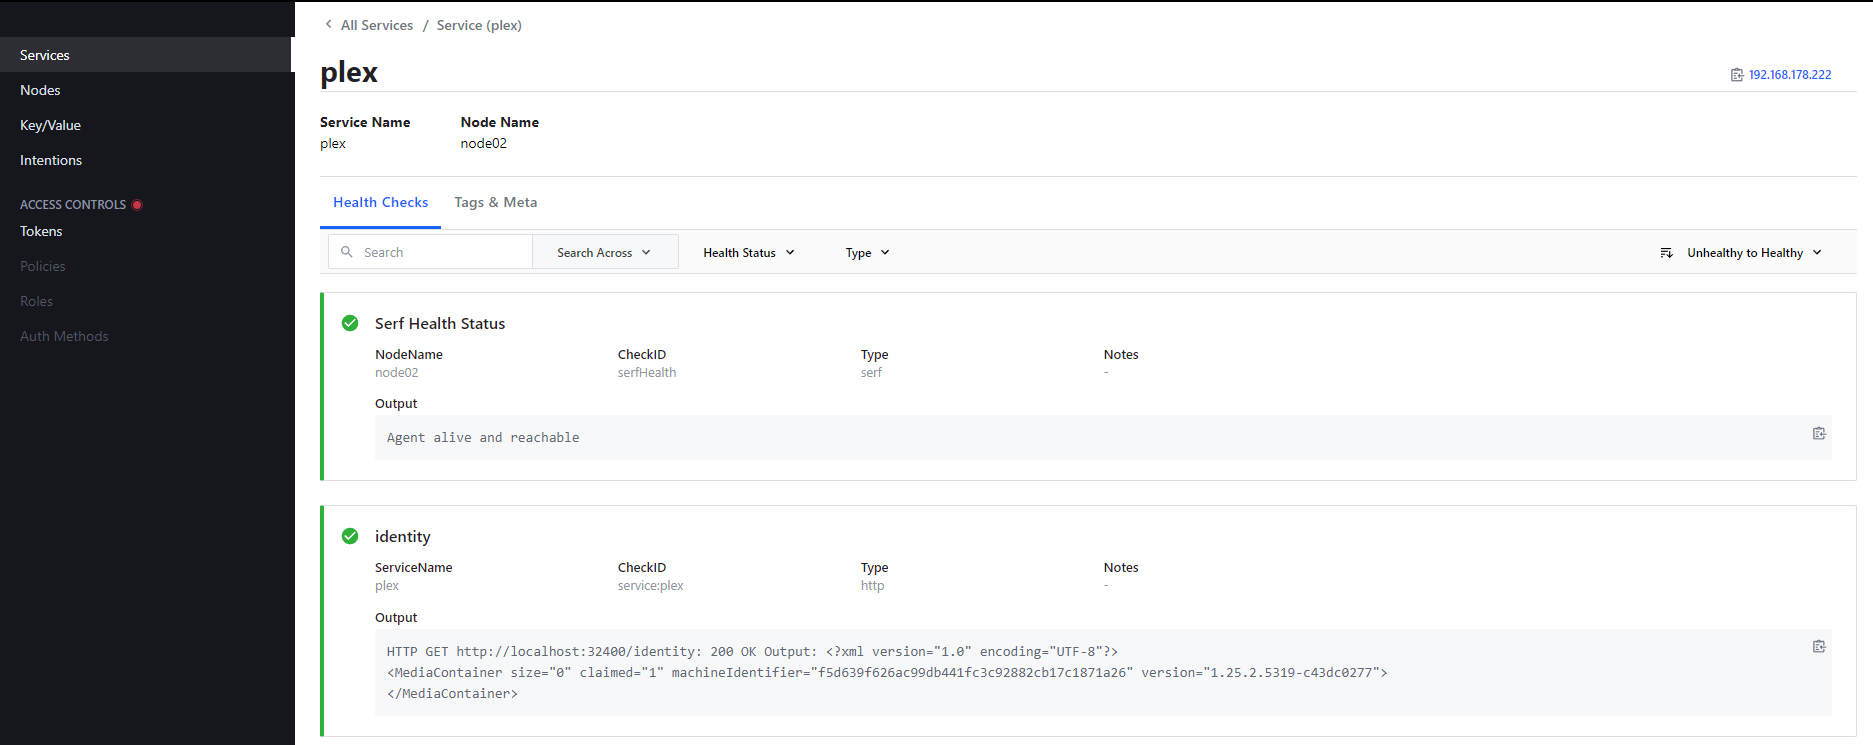 Services
Nodes
Key/Value
Intentions
ACCESS CONTROLS
Tokens
Policies
Roles
Auth Methods
All Services / Service (plex)
plex
192.168.178.222
Service Name Node Name
plex node02
Health Checks Tags & Meta
Search Search Across Health Status Type Unhealthy to Healthy
Serf Health Status
NodeName CheckID Type Notes
node02 serfHealth serf -
Output
Agent alive and reachable
identity
ServiceName CheckID Type Notes
plex service:plex http -
Output
HTTP GET http://localhost:32400/identity: 200 OK Output: <?xml version="1.0" encoding="UTF-8"?>
<MediaContainer size="0" claimed="1" machineIdentifier="f5d639f626ac99db441fc3c92882cb17c1871a26" version="1.25.2.5319-c43dc0277">
</MediaContainer>